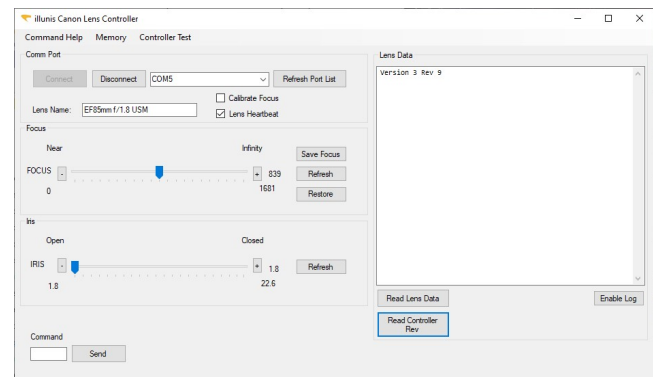 illunis Canon Lens Controller
Command Help Memory Controller Test
Comm Port
Connect Disconnect COM5 Refresh Port List
Calibrate Focus
Lens Name: EF85mm f/1.8 USM Lens Heartbeat
Focus
Near Infinity Save Focus
FOCUS - + 839 Refresh
0 1681 Restore
Iris
Open Closed
IRIS - + 1.8 Refresh
1.8 22.6
Command
Send
Lens Data
Version 3 Rev 9
Read Lens Data Enable Log
Read Controller
Rev